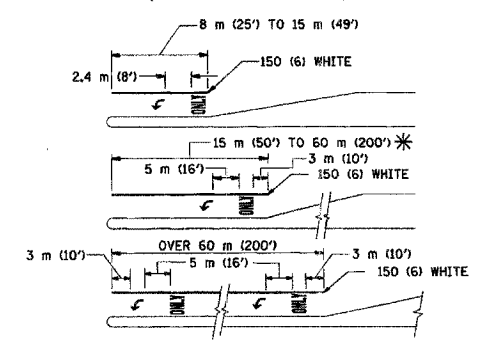 8 m (25') TO 15 m (49')
150 (6) WHITE
2.4 m (8')
ONLY
15 m (50') TO 60 m (200')*
5 m (16')
3 m (10')
150 (6) WHITE
ONLY
OVER 60 m (200')
3 m (10')
5 m (16')
3 m (10')
150 (6) WHITE
ONLY
ONLY